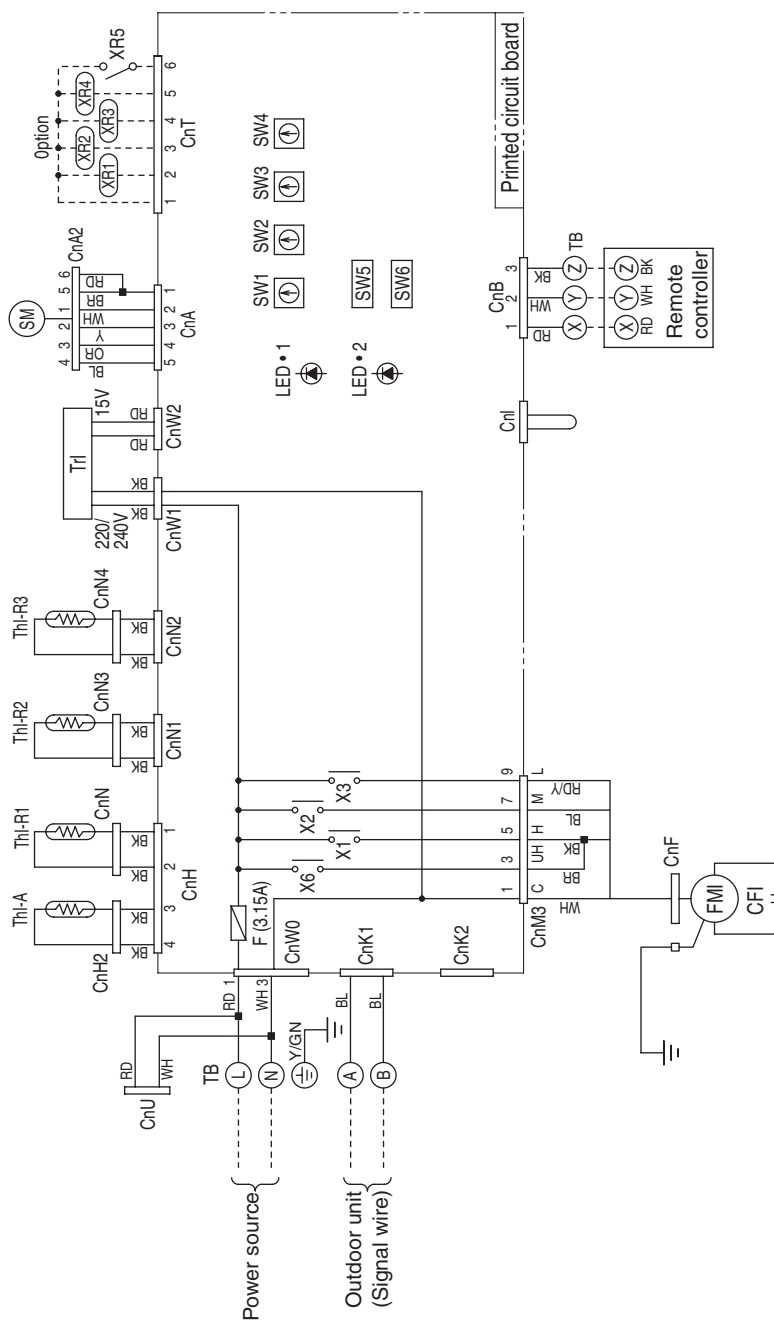 Power source
Outdoor unit
(Signal wire)
CnU
RD
WH
TB
L
N
A
B
Y/GN
RD 1
WH 3
BL
BL
CnW0
CnK1
CnK2
F (3.15A)
ThI-A
CnH2
BK
BK
4
3
CnH
ThI-R1
CnN
BK
BK
2
1
ThI-R2
CnN3
BK
BK
CnN1
ThI-R3
CnN4
BK
BK
CnN2
TrI
220/
240V
15V
BK
BK
RD
RD
CnW1
CnW2
SM
CnA2
4
3
2
1
5
6
BL
OR
Y
WH
BR
RD
5
4
3
2
1
CnA
Option
XR1
XR2
XR3
XR4
XR5
1
2
3
4
5
6
CnT
X6
X1
X2
X3
1
3
5
7
9
C
UH
H
M
L
WH
BR
BK
BL
RD/Y
CnM3
CnF
FMI
CFI
LED • 1
LED • 2
SW1
SW2
SW3
SW4
SW5
SW6
CnI
CnB
1
2
3
RD
WH
BK
TB
X
Y
Z
X
Y
Z
RD
WH
BK
Remote
controller
Printed circuit board